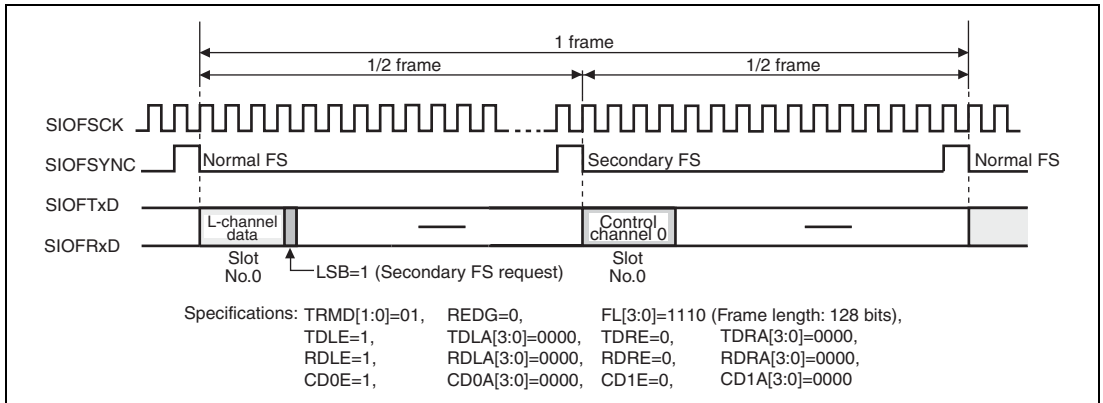 1 frame
1/2 frame 1/2 frame
SIOFSCK
SIOFSYNC Normal FS Secondary FS Normal FS
SIOFTxD
L-channel data Control channel 0
SIOFRxD
Slot No.0 LSB=1 (Secondary FS request) Slot No.0
Specifications: TRMD[1:0]=01, REDG=0, FL[3:0]=1110 (Frame length: 128 bits),
TDLE=1, TDLA[3:0]=0000, TDRE=0, TDRA[3:0]=0000,
RDLE=1, RDLA[3:0]=0000, RDRE=0, RDRA[3:0]=0000,
CD0E=1, CD0A[3:0]=0000, CD1E=0, CD1A[3:0]=0000